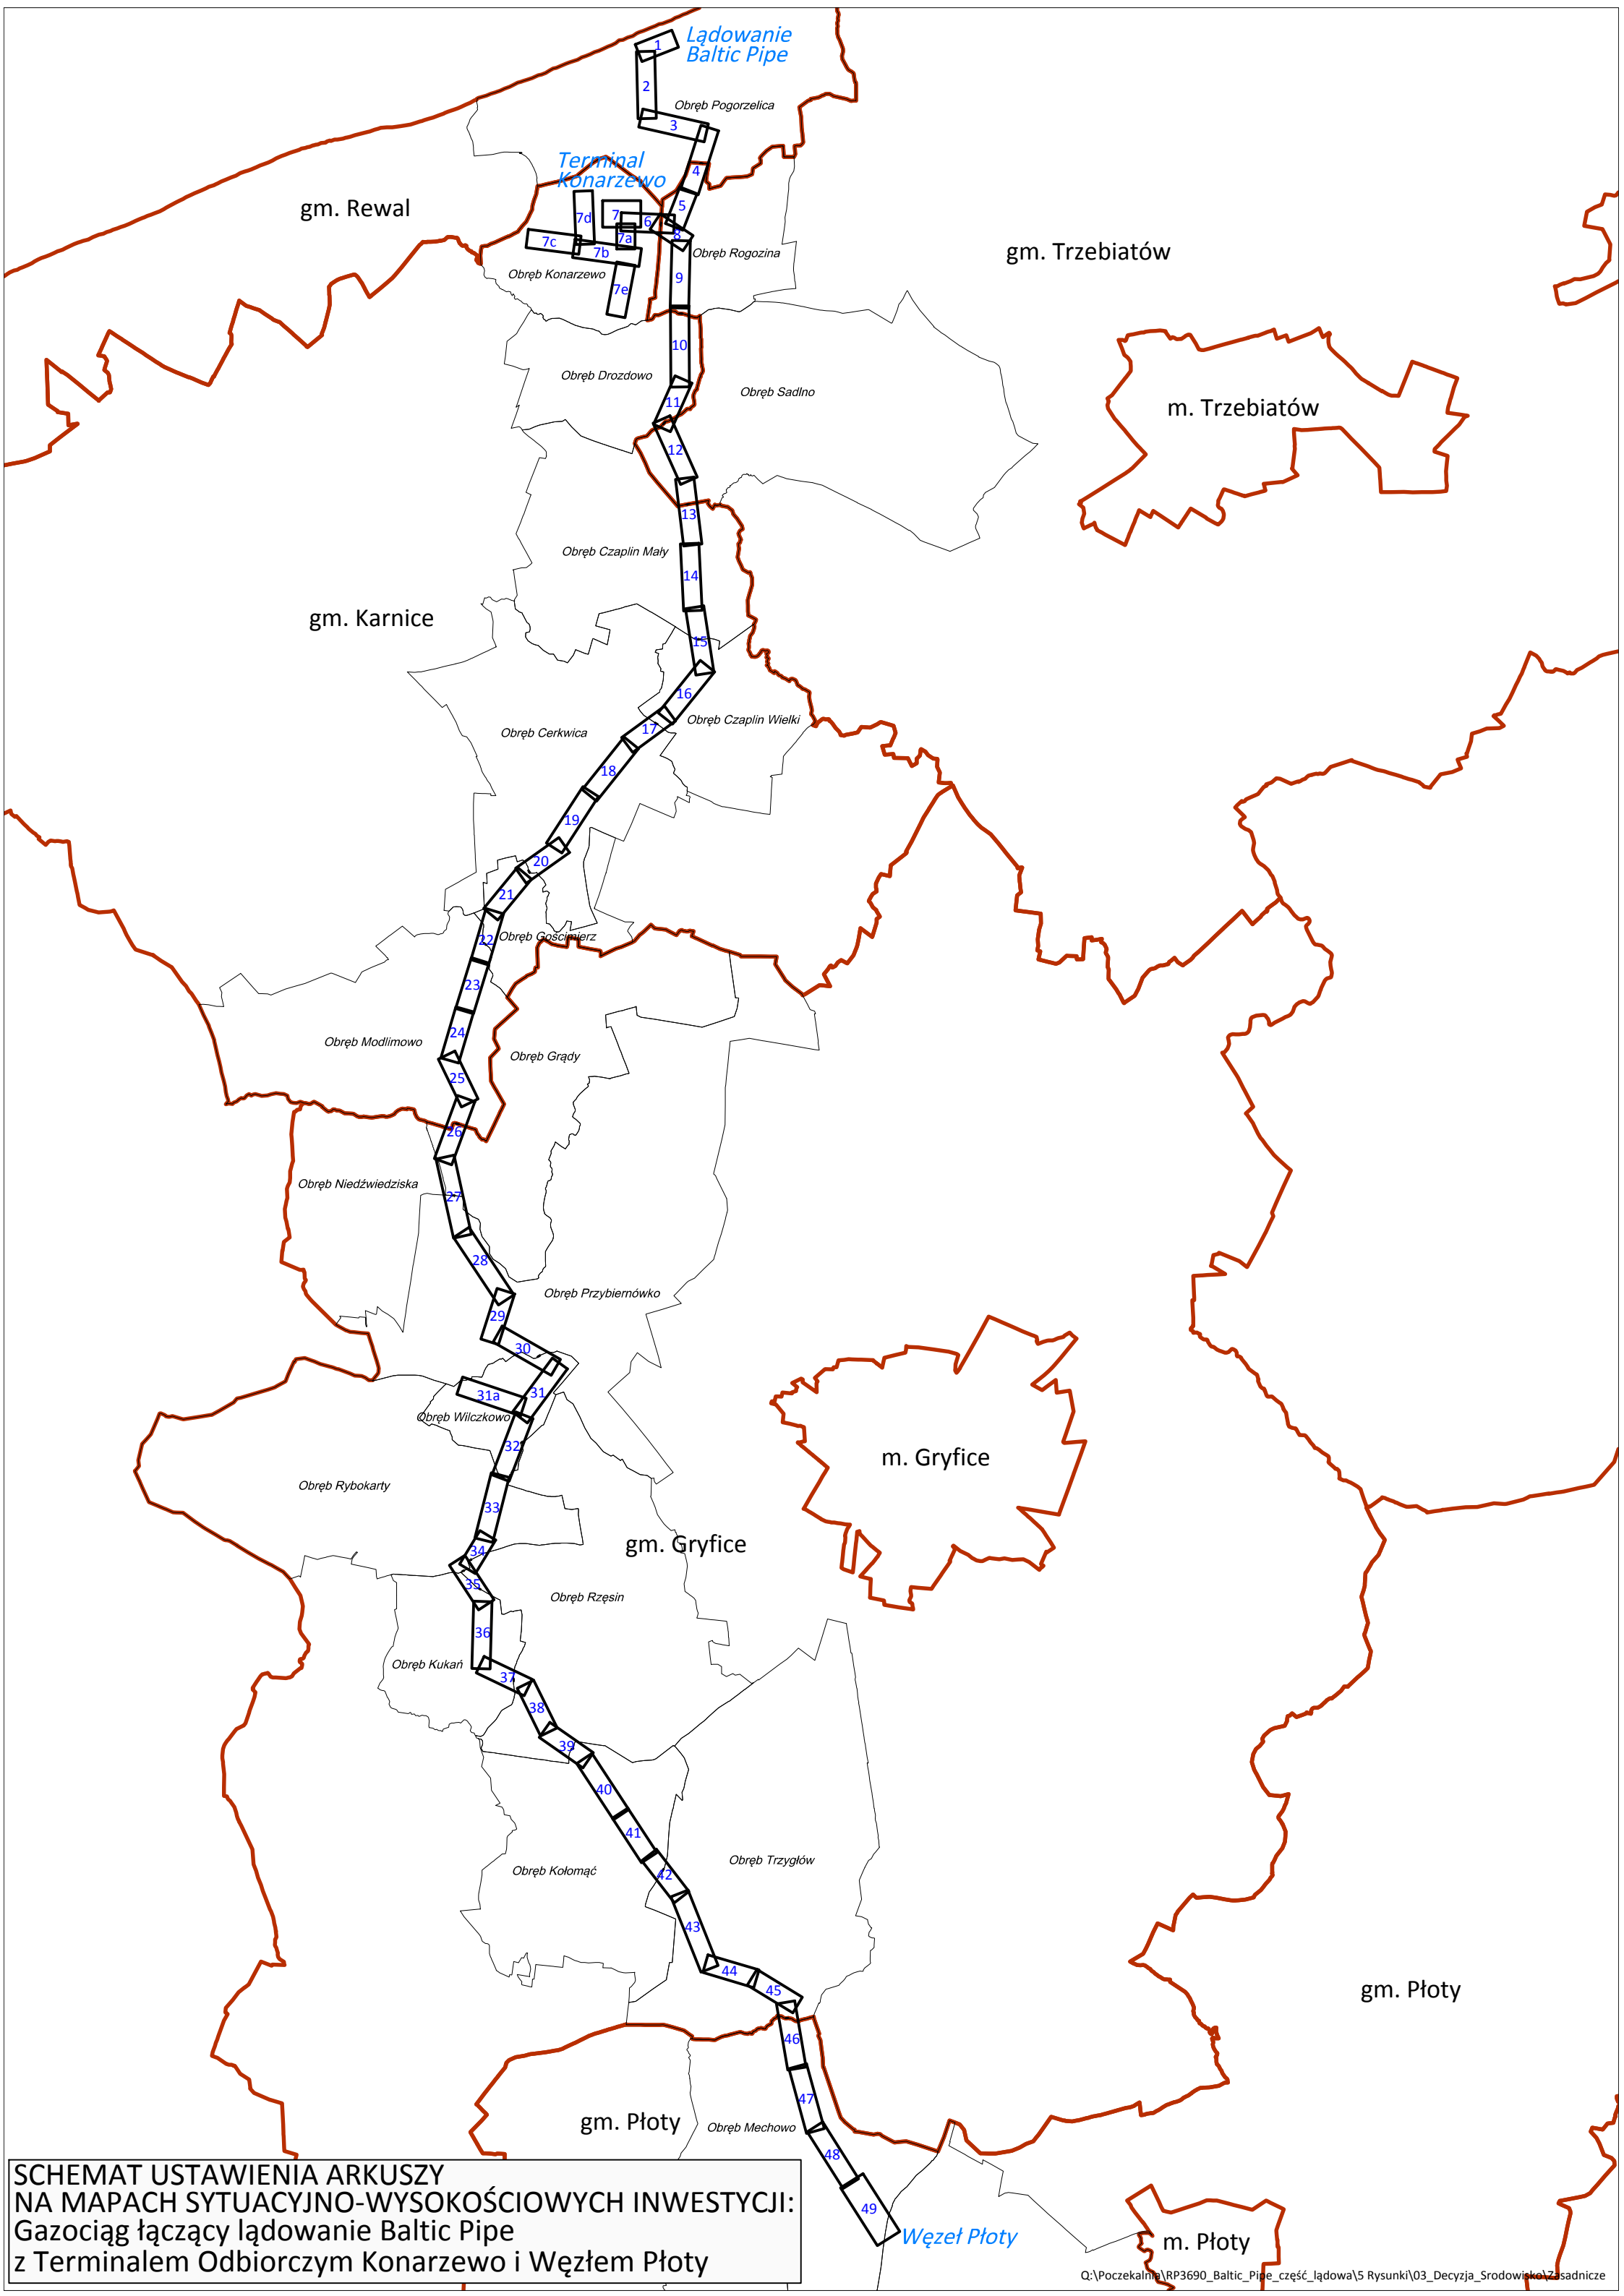 1
Lądowanie
Baltic Pipe
2
Obręb Pogorzelica
3
Terminal
Konarzewo
4
gm. Rewal
5
7d
7
6
7c
7a
8
7b
Obręb Rogozina
gm. Trzebiatów
Obręb Konarzewo
9
7e
10
Obręb Drozdowo
Obręb Sadlno
11
m. Trzebiatów
12
13
Obręb Czaplin Mały
14
gm. Karnice
15
16
Obręb Czaplin Wielki
17
Obręb Cerkwica
18
19
20
21
22
Obręb Gościmierz
23
24
Obręb Modlimowo
Obręb Grądy
25
26
Obręb Niedźwiedziska
27
28
Obręb Przybiernówko
29
30
31a
31
Obręb Wilczkowo
32
m. Gryfice
Obręb Rybokarty
33
gm. Gryfice
34
35
Obręb Rzęsin
36
Obręb Kukań
37
38
39
40
41
Obręb Trzygłów
Obręb Kołomąć
42
43
44
45
gm. Płoty
46
47
gm. Płoty
Obręb Mechowo
48
49
Węzeł Płoty
m. Płoty
SCHEMAT USTAWIENIA ARKUSZY
NA MAPACH SYTUACYJNO-WYSOKOŚCIOWYCH INWESTYCJI:
Gazociąg łączący lądowanie Baltic Pipe
z Terminalem Odbiorczym Konarzewo i Węzłem Płoty
Q:\Poczekalnia\RP3690_Baltic_Pipe_część_lądowa\5 Rysunki\03_Decyzja_Srodowisko\Zasadnicze